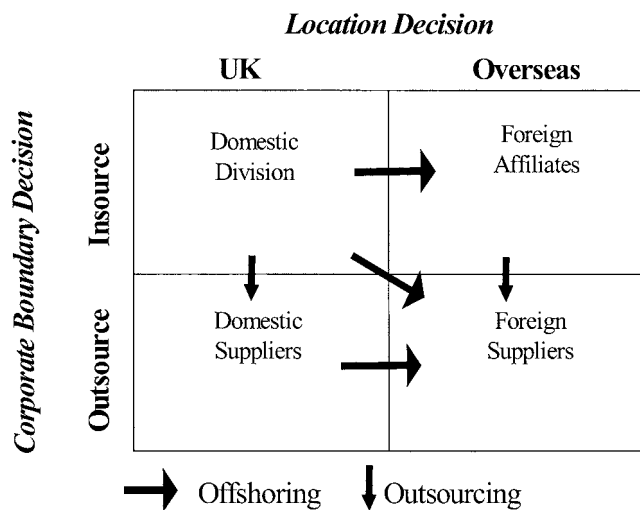 Location Decision
UK Overseas
Corporate Boundary Decision
Insource
Domestic
Division
Foreign
Affiliates
Outsource
Domestic
Suppliers
Foreign
Suppliers
Offshoring Outsourcing